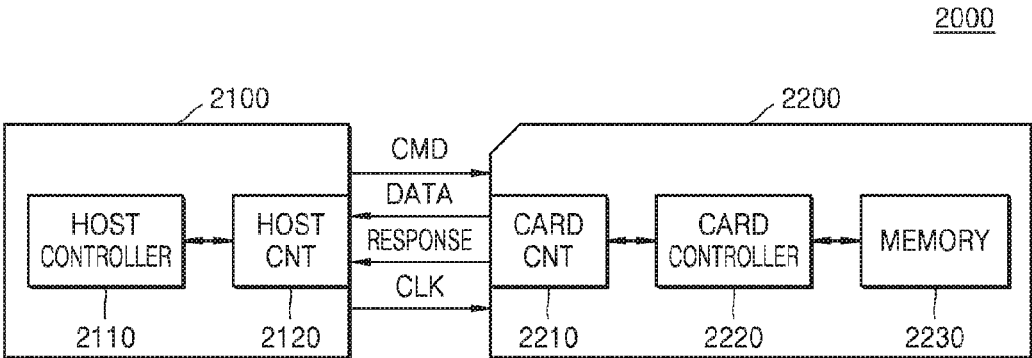 2000
2100
2200
CMD
DATA
RESPONSE
CLK
HOST
CONTROLLER
HOST
CNT
CARD
CNT
CARD
CONTROLLER
MEMORY
2110
2120
2210
2220
2230